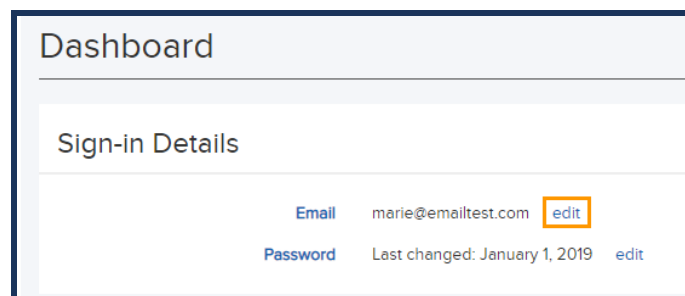 Dashboard
Sign-in Details
Email marie@emailtest.com edit
Password Last changed: January 1, 2019 edit